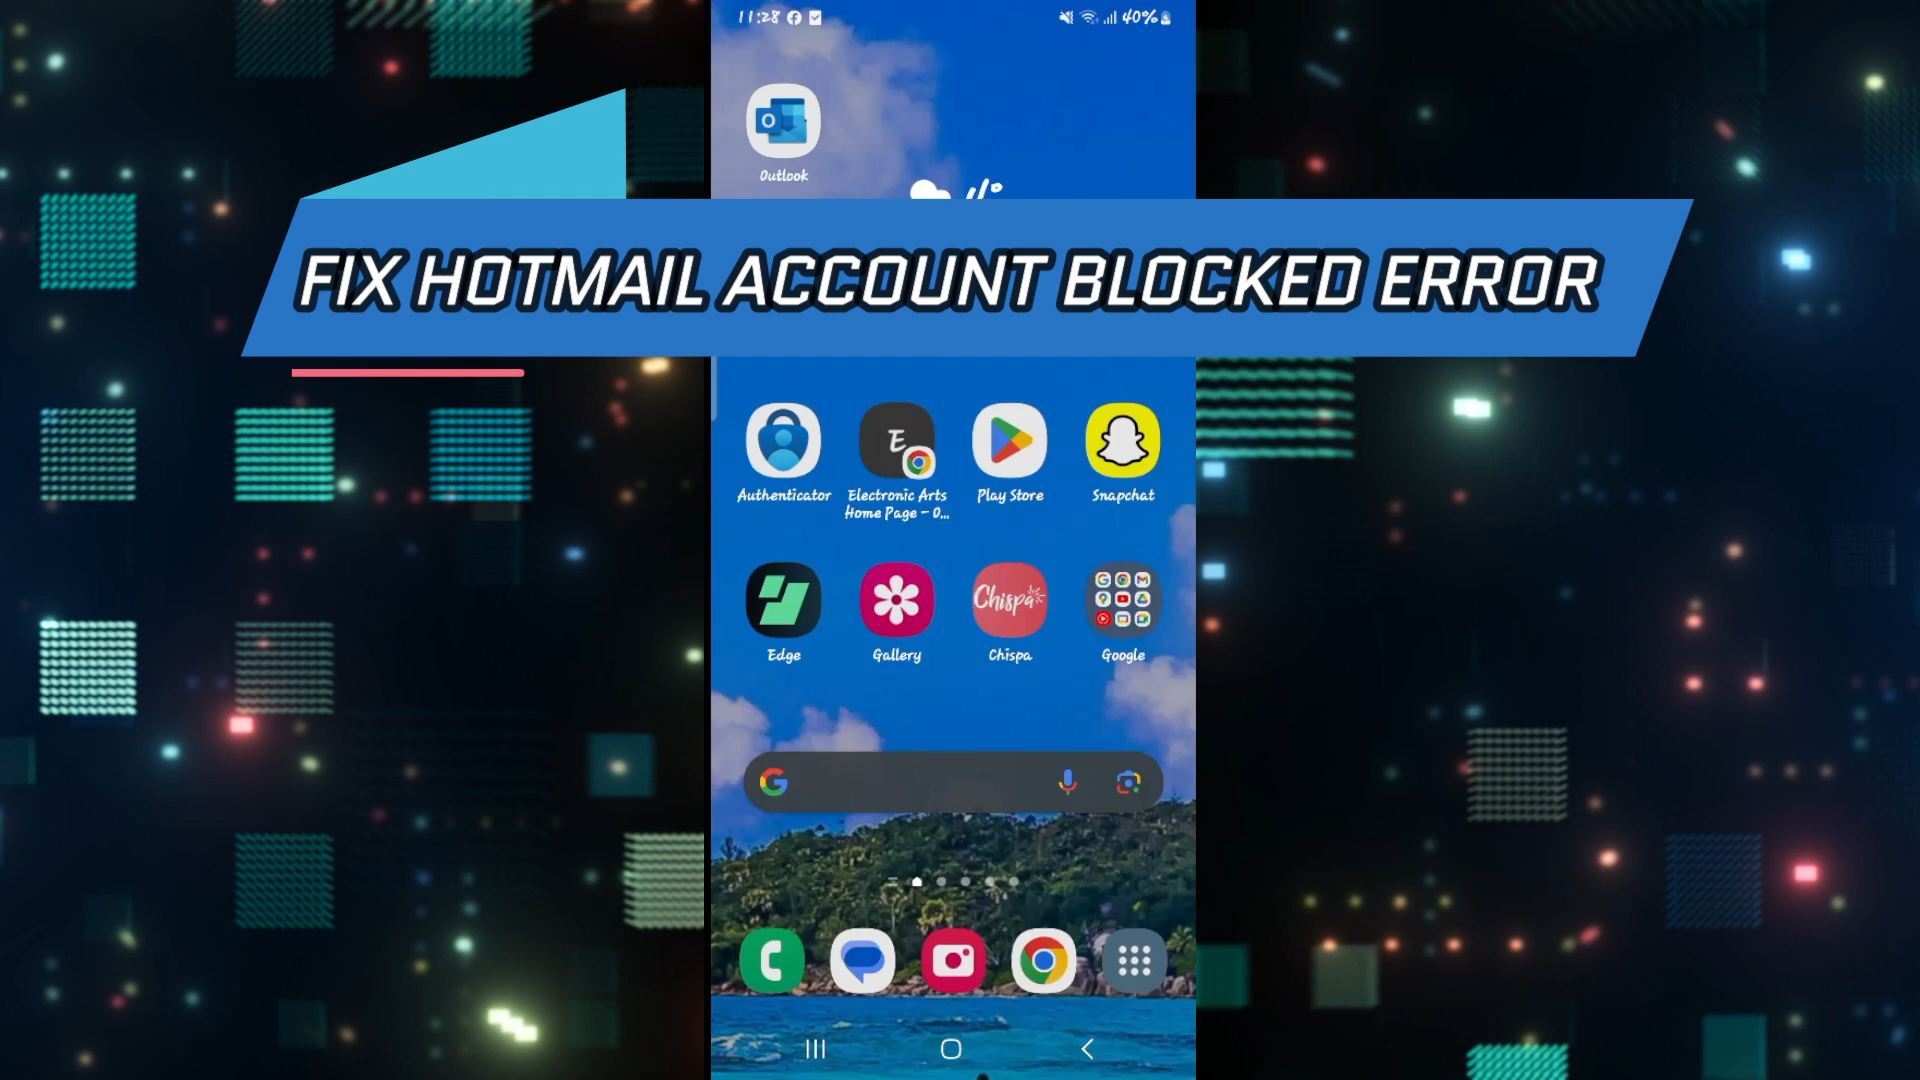 11:28
40%
Outlook
FIX HOTMAIL ACCOUNT BLOCKED ERROR
Authenticator
Electronic Arts
Home Page - O...
Play Store
Snapchat
Edge
Gallery
Chispa
Chispa
Google